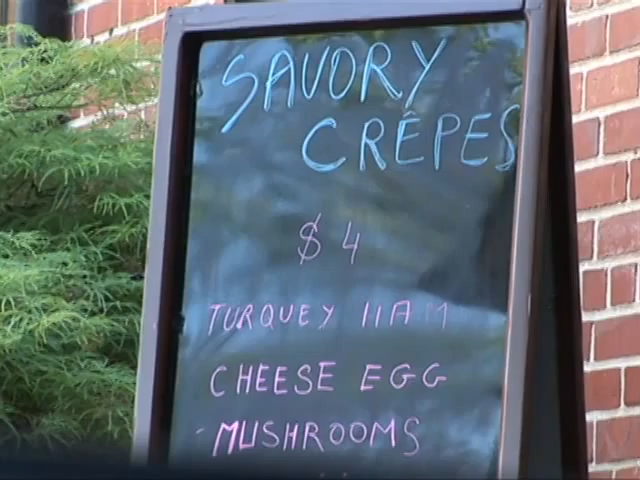 SAVORY
CRÊPES
$4
TURQUEY HAM
CHEESE EGG
MUSHROOMS